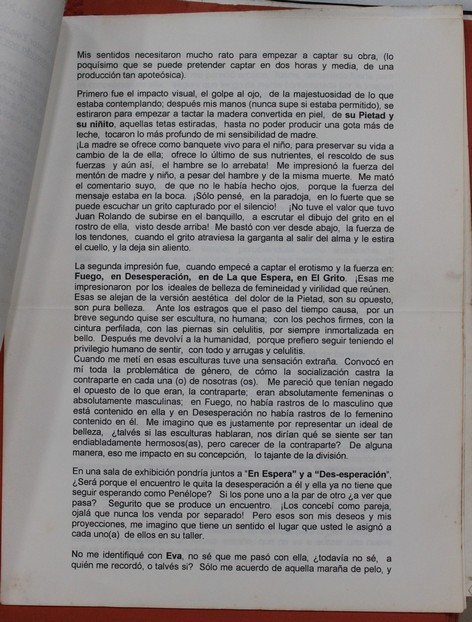 Mis sentidos necesitaron mucho rato para empezar a captar su obra, (lo
poquísimo que se puede pretender captar en dos horas y media, de una
producción tan apoteósica).
Primero fue el impacto visual, el golpe al ojo, de la majestuosidad de lo que
estaba contemplando; después mis manos (nunca supe si estaba permitido), se
estiraron para empezar a tactar la madera convertida en piel, de su Pietad y
su niñito, aquellas totas estiradas, hasta no poder producir una gota más de
leche, tocaron lo más profundo de mi sensibilidad de madre.
¡La madre se ofrece como banquete vivo para el niño, para preservar su vida a
cambio de la de ella; ofrece lo último de sus nutrientes, el rescoldo de sus
fuerzas y aún así, el hambre se lo arrebata! Me impresionó la fuerza del
mentón de madre y niño, a pesar del hambre y de la misma muerte. Me mató
el comentario suyo, de que no le había hecho ojos, porque la fuerza del
mensaje estaba en la boca. ¡Sólo pensé, en la paradoja, en lo fuerte que se
puede escuchar un grito capturado por el silencio! ¡No tuve el valor que tuvo
Juan Rolando de subirse en el banquillo, a escrutar el dibujo del grito en el
rostro de ella, visto desde arriba! Me bastó con ver desde abajo, la fuerza de
los tendones, cuando el grito atraviesa la garganta al salir del alma y le estira
el cuello, y la deja sin aliento.
La segunda impresión fue, cuando empecé a captar el erotismo y la fuerza en:
Fuego, en Desesperación, en de La que Espera, en El Grito. ¡Esas me
impresionaron por los ideales de belleza de femineidad y virilidad que reúnen.
Esas se alejan de la versión aestética del dolor de la Pietad, son su opuesto,
son pura belleza. Ante los estragos que el paso del tiempo causa, por un
breve segundo quise ser escultura, no humana; con los pechos firmes, con la
cintura perfilada, con las piernas sin celulitis, por siempre inmortalizada en
bello. Después me devolví a la humanidad, porque prefiero seguir teniendo el
privilegio humano de sentir, con todo y arrugas y celulitis.
Cuando me metí en esas esculturas tuve una sensación extraña. Convocó en
mí toda la problemática de género, de cómo la socialización castra la
contraparte en cada una (o) de nosotras (os). Me pareció que tenían negado
el opuesto de lo que eran, la contraparte; eran absolutamente femeninas o
absolutamente masculinas; en Fuego, no había rastros de lo masculino que
está contenido en ella y en Desesperación no había rastros de lo femenino
contenido en él. Me imagino que es justamente por representar un ideal de
belleza, ¿talvés si las esculturas hablaran, nos dirían qué se siente ser tan
endiabladamente hermosos(as), pero carecer de la contraparte? De alguna
manera, eso me impacto en su concepción, lo tajante de la división.
En una sala de exhibición pondría juntos a "En Espera" y a "Des-esperación",
¿Será porque el encuentro le quita la desesperación a él y ella ya no tiene que
seguir esperando como Penélope? Si los pone uno a la par de otro ¿a ver que
pasa? Segurito que se produce un encuentro. ¡Los concebí como pareja,
ojalá que nunca los venda por separado! Pero esos son mis deseos y mis
proyecciones, me imagino que tiene un sentido el lugar que usted le asignó a
cada uno(a) de ellos en su taller.
No me identifiqué con Eva, no sé que me pasó con ella, ¿todavía no sé, a
quién me recordó, o talvés si? Sólo me acuerdo de aquella maraña de pelo, y